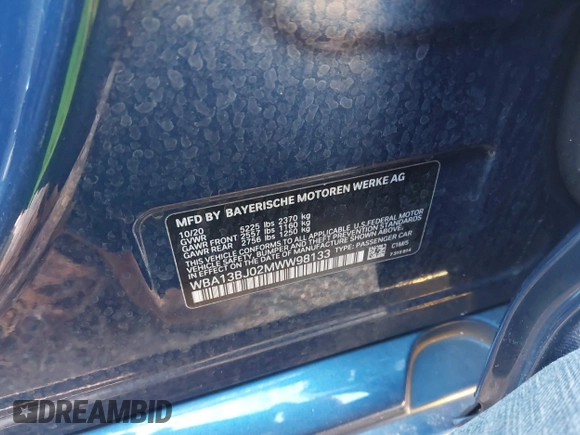 MFD BY BAYERISCHE MOTOREN WERKE AG
10/20
GVWR 5225 lbs 2370 kg
GAWR FRONT 2557 lbs 1160 kg
GAWR REAR 2756 lbs 1250 kg
THIS VEHICLE CONFORMS TO ALL APPLICABLE U.S.FEDERAL MOTOR
VEHICLE SAFETY, BUMPER AND THEFT PREVENTION STANDARDS IN
EFFECT ON THE DATE OF MANUFACTURE SHOWN ABOVE.
WBA13BJ02MWW98133 TYPE: PASSENGER CAR
C1M/5
DREAMBID